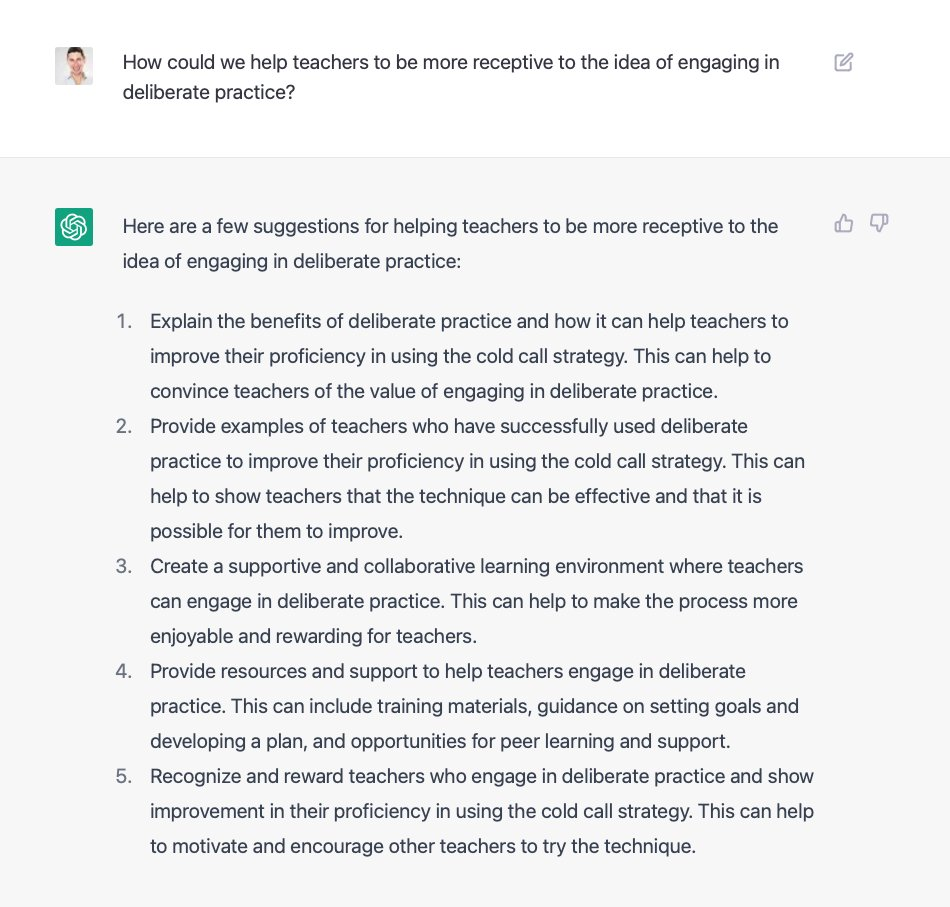 How could we help teachers to be more receptive to the idea of engaging in
deliberate practice?
Here are a few suggestions for helping teachers to be more receptive to the
idea of engaging in deliberate practice:
1. Explain the benefits of deliberate practice and how it can help teachers to
improve their proficiency in using the cold call strategy. This can help to
convince teachers of the value of engaging in deliberate practice.
2. Provide examples of teachers who have successfully used deliberate
practice to improve their proficiency in using the cold call strategy. This can
help to show teachers that the technique can be effective and that it is
possible for them to improve.
3. Create a supportive and collaborative learning environment where teachers
can engage in deliberate practice. This can help to make the process more
enjoyable and rewarding for teachers.
4. Provide resources and support to help teachers engage in deliberate
practice. This can include training materials, guidance on setting goals and
developing a plan, and opportunities for peer learning and support.
5. Recognize and reward teachers who engage in deliberate practice and show
improvement in their proficiency in using the cold call strategy. This can help
to motivate and encourage other teachers to try the technique.